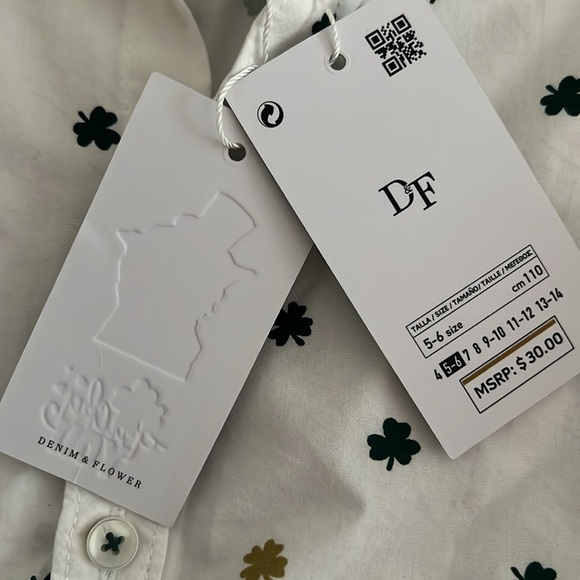 D&F
TALLA / SIZE / TAMAÑO / TAILLE / ΜΕΓΕΘΟΣ:
5-6 size cm 110
4 5-6 7 8 9-10 11-12 13-14
MSRP: $30.00
DENIM & FLOWER